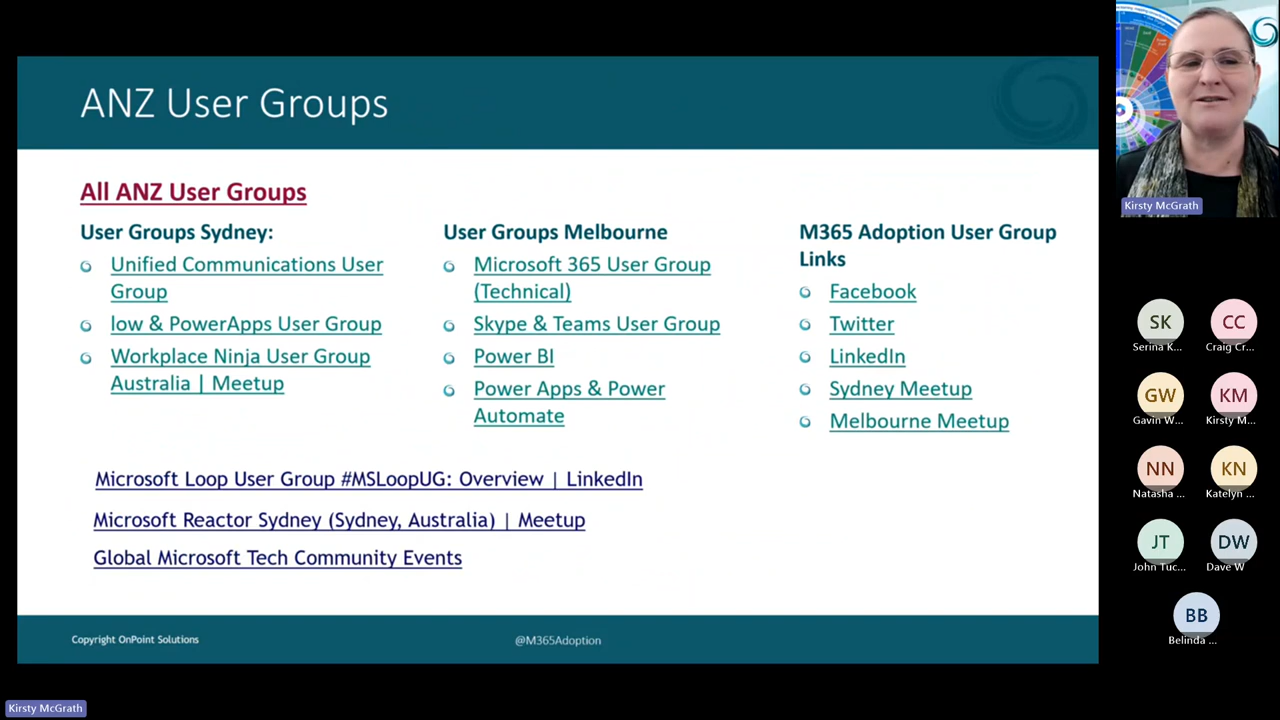 ANZ User Groups
All ANZ User Groups
User Groups Sydney:
Unified Communications User
Group
low & PowerApps User Group
Workplace Ninja User Group
Australia | Meetup
User Groups Melbourne
Microsoft 365 User Group
(Technical)
Skype & Teams User Group
Power BI
Power Apps & Power
Automate
M365 Adoption User Group
Links
Facebook
Twitter
LinkedIn
Sydney Meetup
Melbourne Meetup
Microsoft Loop User Group #MSLoopUG: Overview | LinkedIn
Microsoft Reactor Sydney (Sydney, Australia) | Meetup
Global Microsoft Tech Community Events
Copyright OnPoint Solutions
@M365Adoption
Kirsty McGrath
SK
CC
Serina K...
Craig Cr...
GW
KM
Gavin W...
Kirsty M...
NN
KN
Natasha ...
Katelyn ...
JT
DW
John Tuc...
Dave W
BB
Belinda ...
Kirsty McGrath